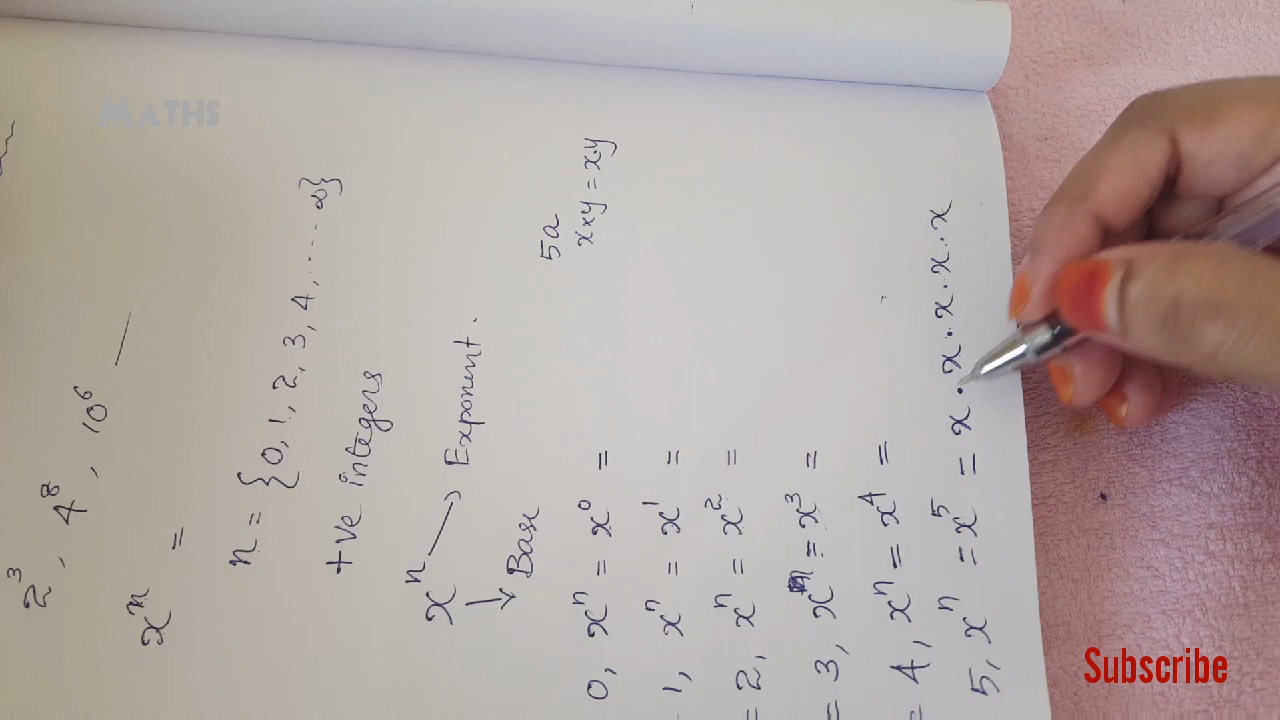 MATHS
2³, 4⁸, 10⁶ —
xⁿ =
n = {0, 1, 2, 3, 4, ..... ∞}
+ve integers
xⁿ → Exponent.
↓ Base
5a
x×y = xy
0, xⁿ = x⁰ =
1, xⁿ = x¹ =
= 2, xⁿ = x² =
= 3, xⁿ = x³ =
= 4, xⁿ = x⁴ =
5, xⁿ = x⁵ = x · x · x · x · x
Subscribe